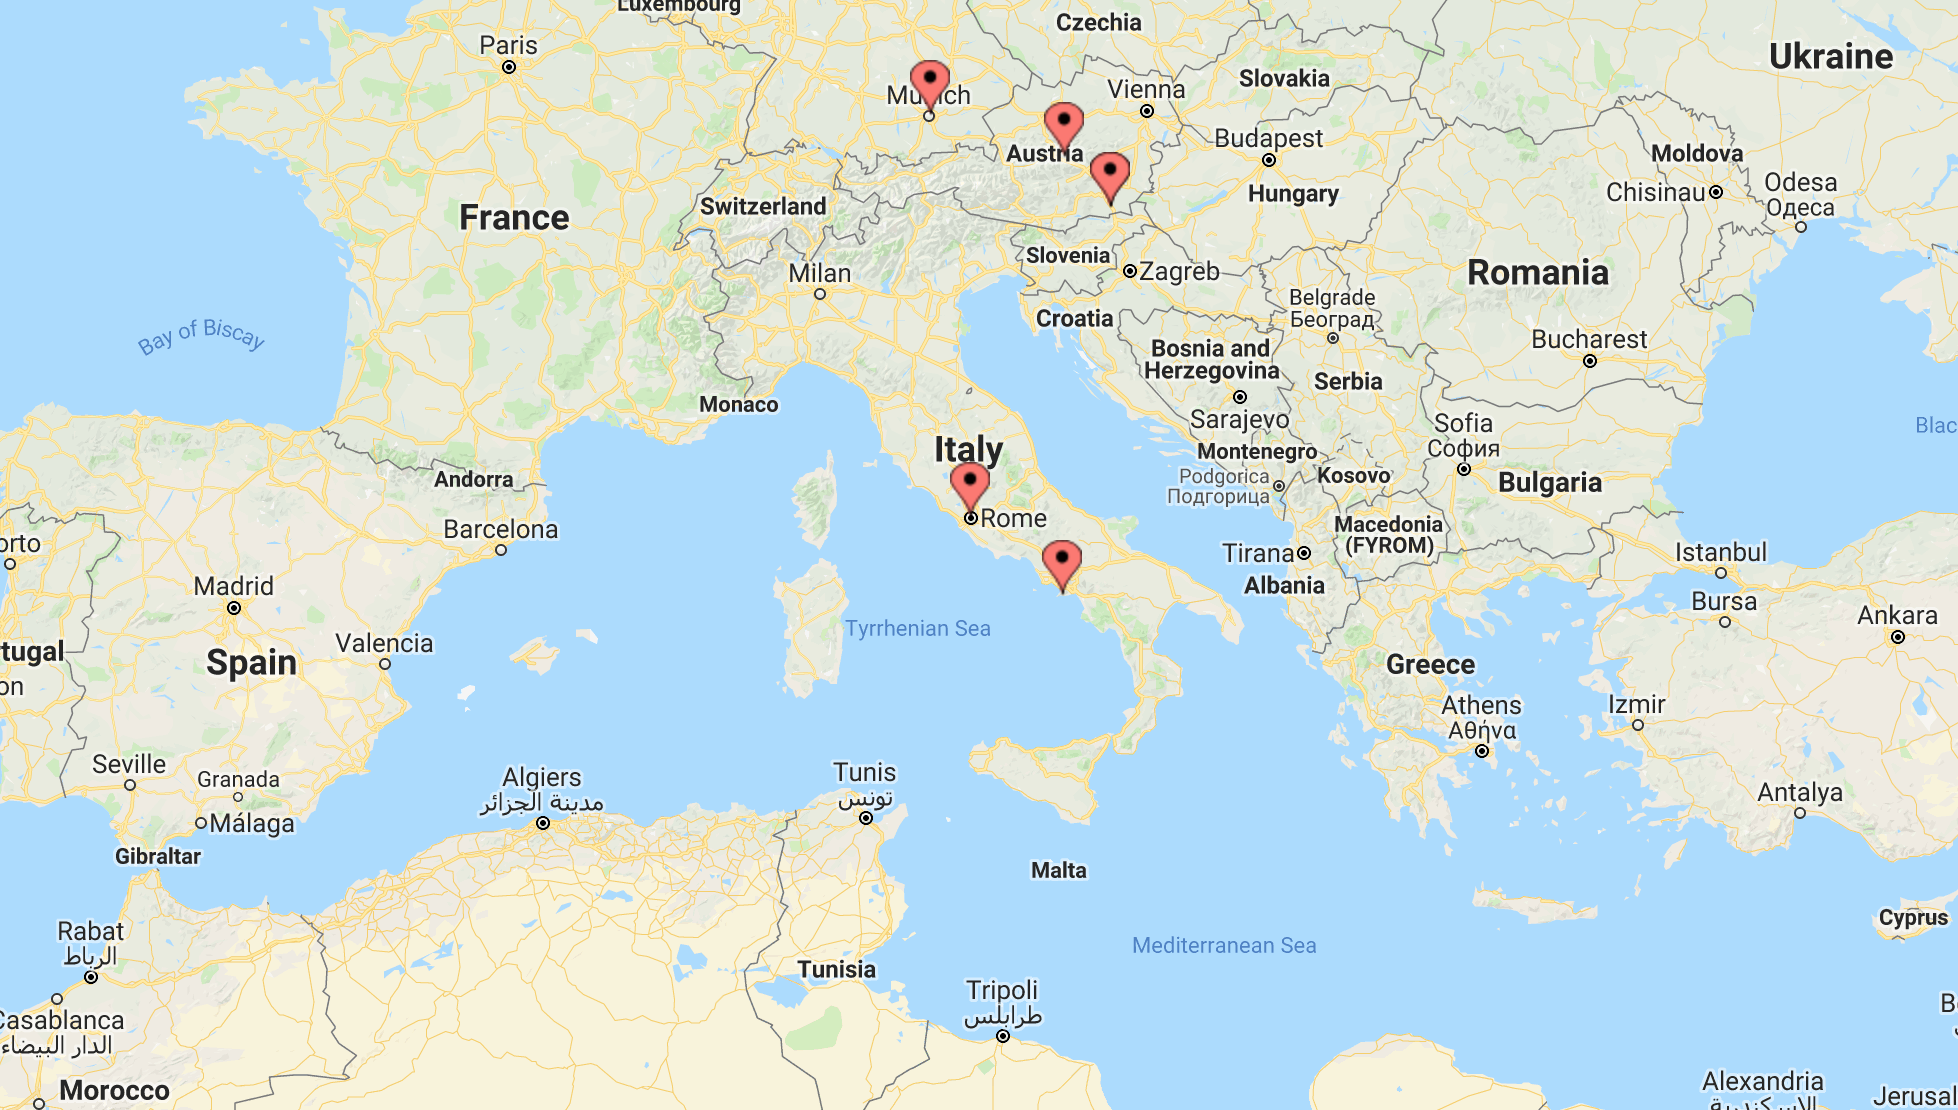 Luxembourg
Paris
Czechia
Ukraine
Slovakia
Munich
Vienna
Austria
Budapest
Hungary
Moldova
Chisinau
Odesa
Одеса
France
Switzerland
Slovenia
Zagreb
Milan
Romania
Croatia
Belgrade
Београд
Bucharest
Bay of Biscay
Bosnia and
Herzegovina
Serbia
Monaco
Sarajevo
Sofia
София
Blac
Italy
Montenegro
Podgorica
Подгорица
Kosovo
Bulgaria
Andorra
Barcelona
Rome
Macedonia
(FYROM)
orto
Tirana
Albania
Istanbul
Madrid
Bursa
Ankara
Tyrrhenian Sea
Valencia
tugal
Spain
Greece
on
Athens
Αθήνα
Izmir
Seville
Granada
Málaga
Algiers
مدينة الجزائر
Tunis
تونس
Antalya
Gibraltar
Malta
Cyprus
Rabat
الرباط
Mediterranean Sea
Tunisia
Tripoli
طرابلس
Casablanca
الدار البيضاء
Morocco
Alexandria
الإسكندرية
Jerusal